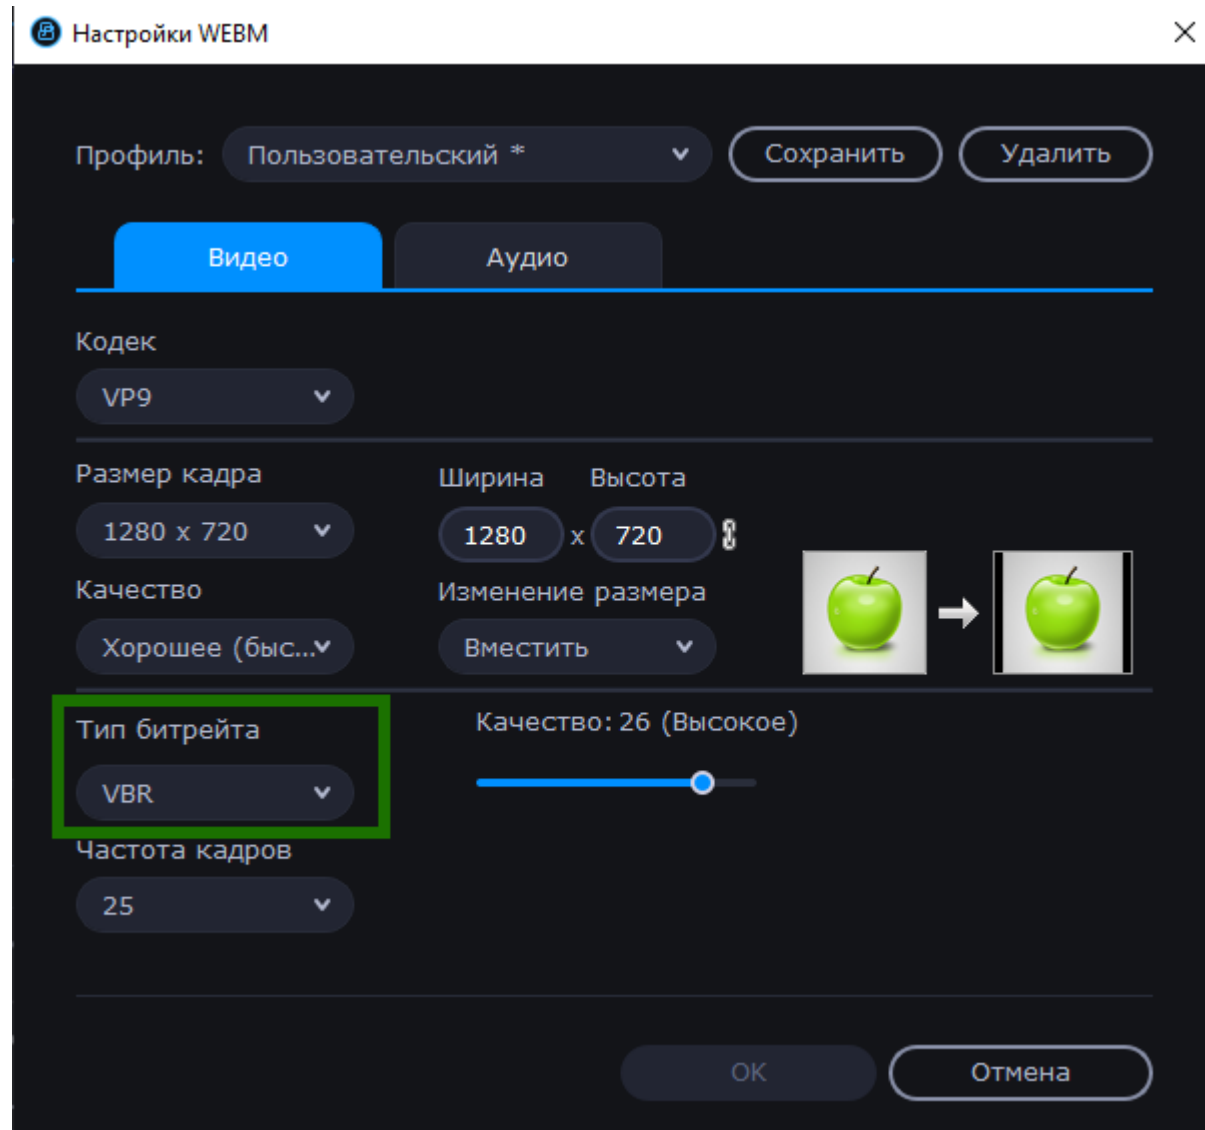 Настройки WEBM
Профиль: Пользовательский * Сохранить Удалить
Видео Аудио
Кодек
VP9
Размер кадра Ширина Высота
1280 x 720 1280 x 720
Качество Изменение размера
Хорошее (быс... Вместить
Тип битрейта Качество: 26 (Высокое)
VBR
Частота кадров
25
OK Отмена